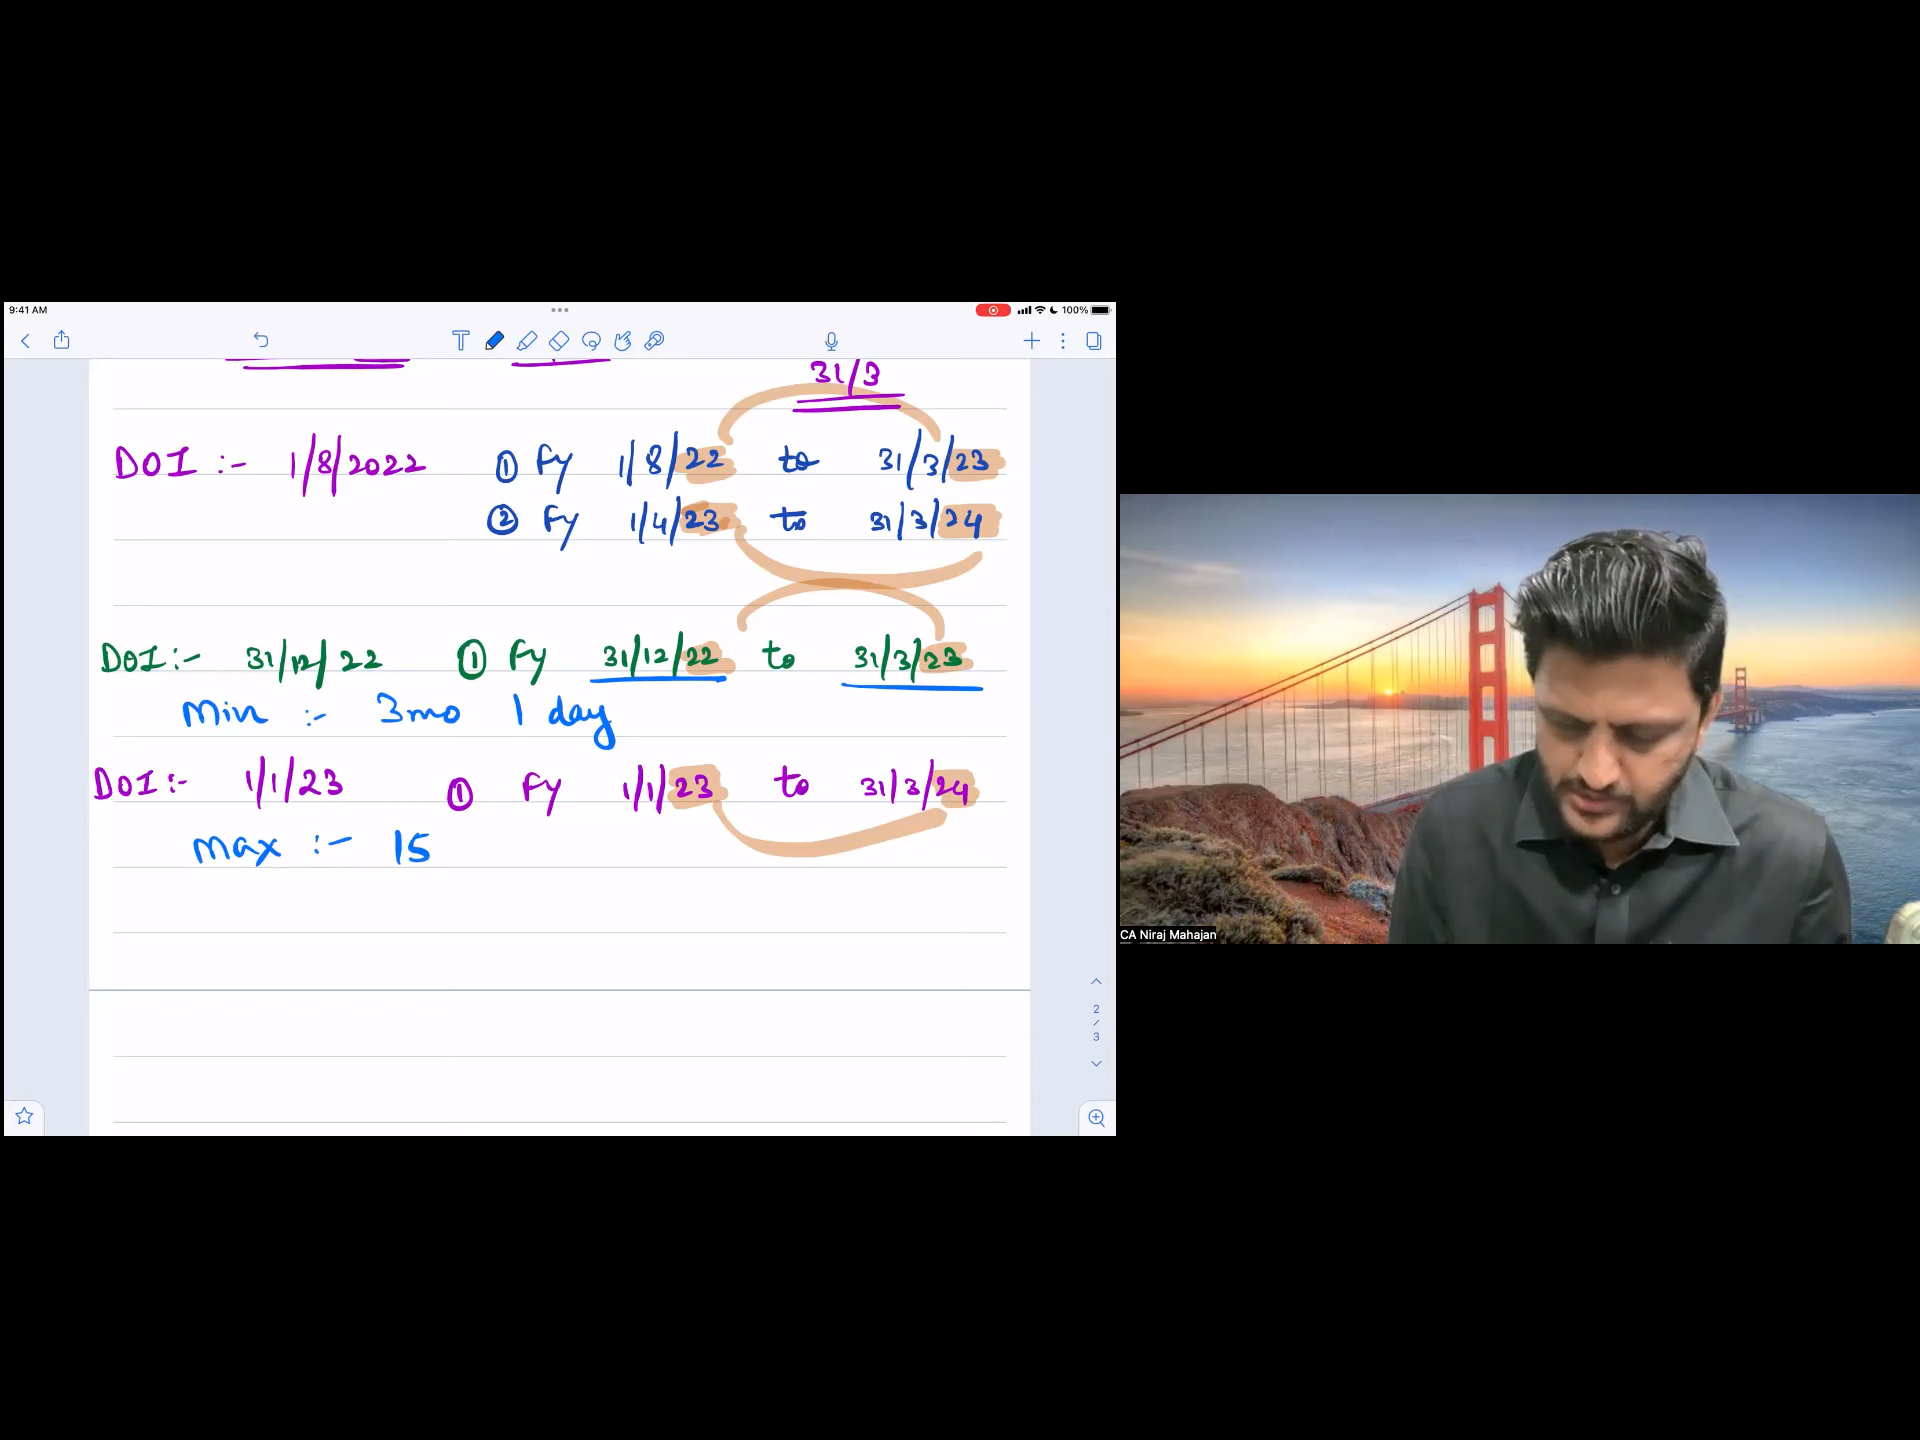 9:41 AM
100%
31/3
DOI :- 1/8/2022 ① Fy 1/8/22 to 31/3/23
② Fy 1/4/23 to 31/3/24
DOI :- 31/12/22 ① Fy 31/12/22 to 31/3/23
Min :- 3mo 1 day
DOI :- 1/1/23 ① Fy 1/1/23 to 31/3/24
Max :- 15
2
/
3
CA Niraj Mahajan